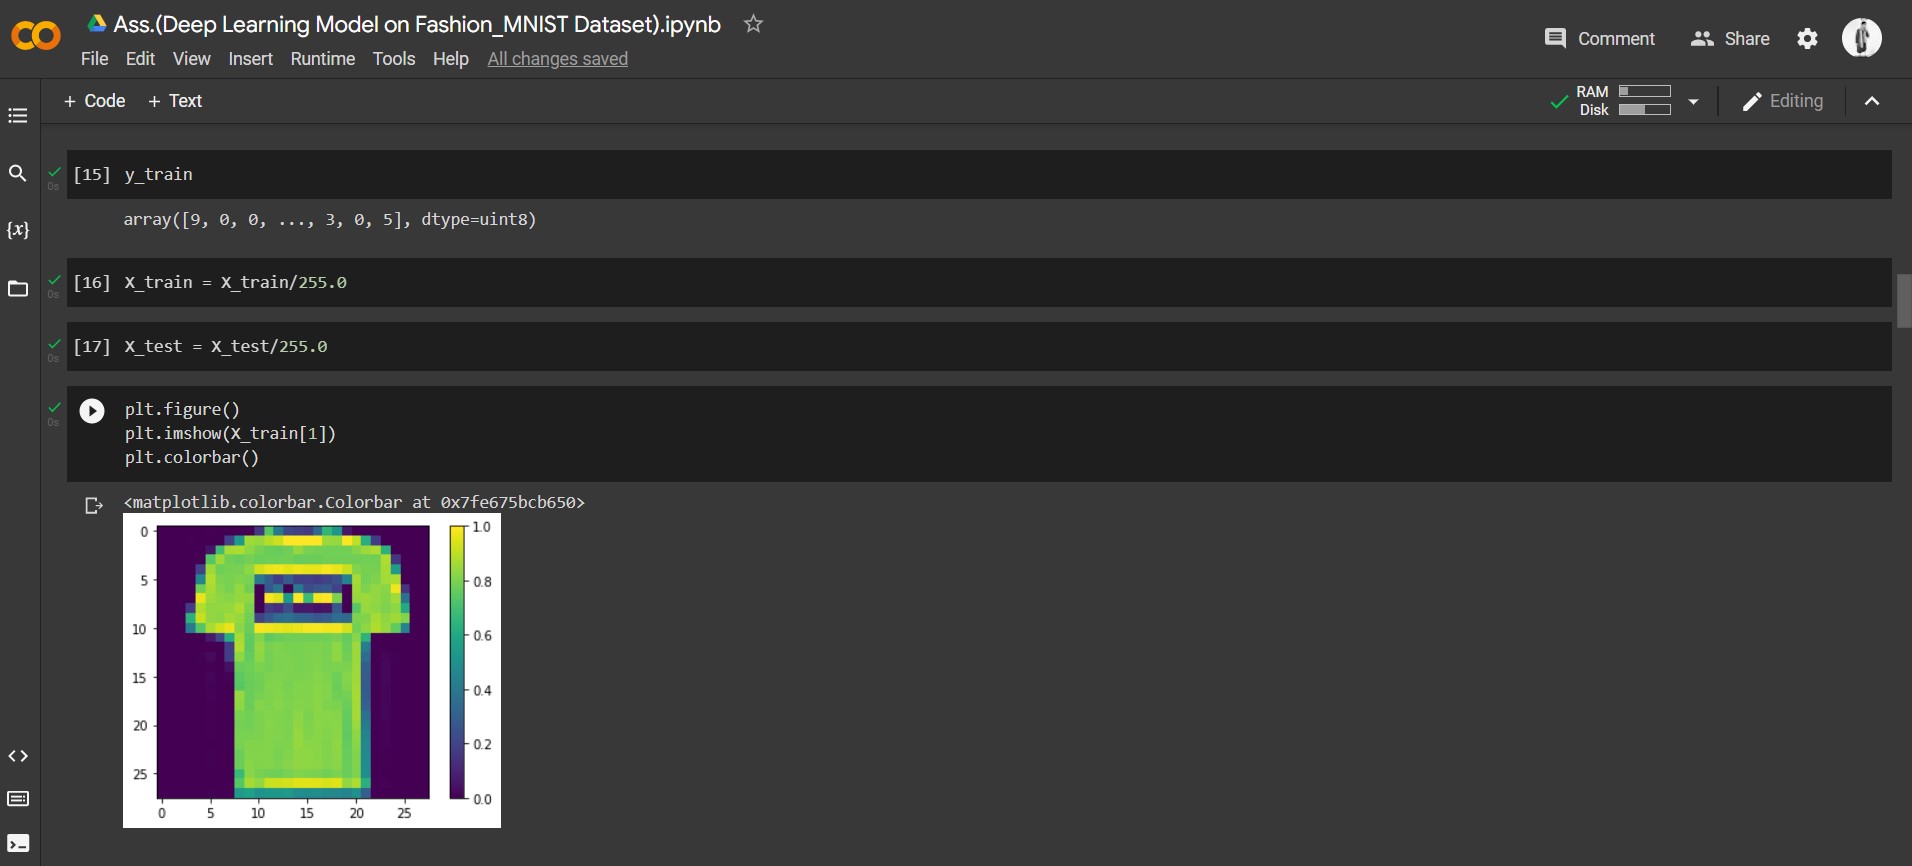 Ass.(Deep Learning Model on Fashion_MNIST Dataset).ipynb
File Edit View Insert Runtime Tools Help All changes saved
Comment Share
+ Code + Text
RAM
Disk
Editing
[15] y_train
0s
array([9, 0, 0, ..., 3, 0, 5], dtype=uint8)
[16] X_train = X_train/255.0
0s
[17] X_test = X_test/255.0
0s
plt.figure()
0s
plt.imshow(X_train[1])
plt.colorbar()
<matplotlib.colorbar.Colorbar at 0x7fe675bcb650>
0
5
10
15
20
25
0 5 10 15 20 25
1.0
0.8
0.6
0.4
0.2
0.0
{x}